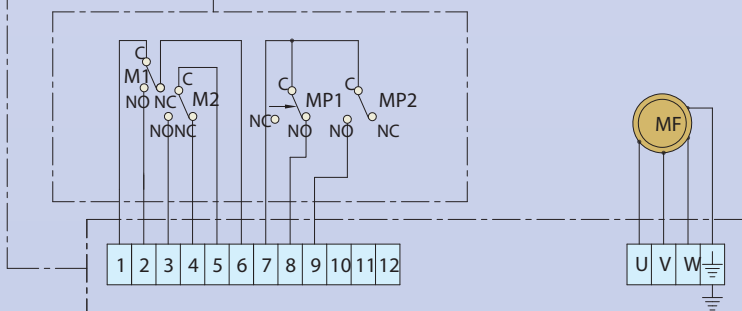 C
M1
NO NC
C
M2
NO NC
C
MP1
NC
NO
C
MP2
NO
NC
MF
1 2 3 4 5 6 7 8 9 10 11 12
U V W